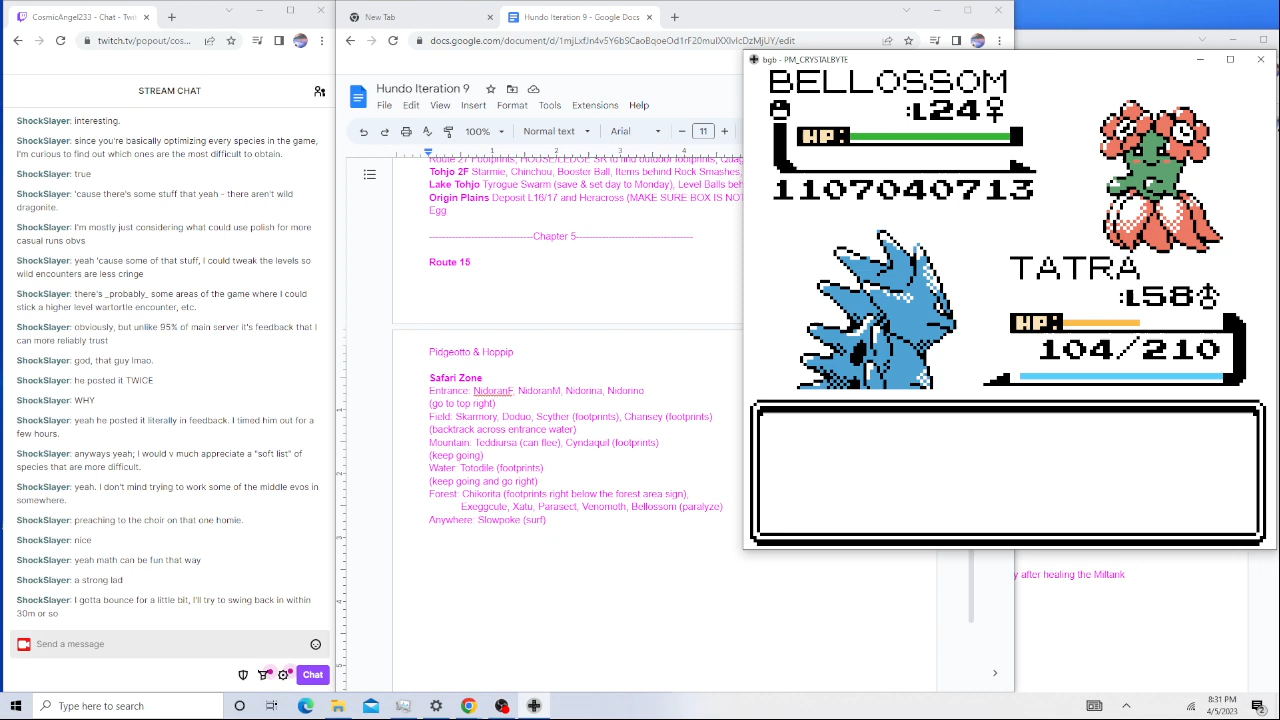 CosmicAngel233 - Chat - Twit
twitch.tv/popout/cos...
STREAM CHAT
ShockSlayer: interesting.
ShockSlayer: since you're basically optimizing every species in the game,
I'm curious to find out which ones are the most difficult to obtain.
ShockSlayer: true
ShockSlayer: 'cause there's some stuff that yeah - there aren't wild
dragonite.
ShockSlayer: I'm mostly just considering what could use polish for more
casual runs obvs
ShockSlayer: yeah 'cause some of that stuff, I could tweak the levels so
wild encounters are less cringe
ShockSlayer: there's _probably_ some areas of the game where I could
stick a higher level wartortle encounter, etc.
ShockSlayer: obviously, but unlike 95% of main server it's feedback that I
can more reliably trust
ShockSlayer: god, that guy lmao.
ShockSlayer: he posted it TWICE
ShockSlayer: WHY
ShockSlayer: yeah he posted it literally in feedback. I timed him out for a
few hours.
ShockSlayer: anyways yeah; I would v much appreciate a "soft list" of
species that are more difficult.
ShockSlayer: yeah. I don't mind trying to work some of the middle evos in
somewhere.
ShockSlayer: preaching to the choir on that one homie.
ShockSlayer: nice
ShockSlayer: yeah math can be fun that way
ShockSlayer: a strong lad
ShockSlayer: I gotta bounce for a little bit, I'll try to swing back in within
30m or so
Send a message
Chat
New Tab
Hundo Iteration 9 - Google Docs
Hundo Iteration 9
File Edit View Insert Format Tools Extensions Help
100% Normal text Arial 11
1 2 3 4
Tohjo 2F Starmie, Chinchou, Booster Ball, Items behind Rock Smashes,
Lake Tohjo Tyrogue Swarm (save & set day to Monday), Level Balls beh
Origin Plains Deposit L16/17 and Heracross (MAKE SURE BOX IS NOT
Egg
Chapter 5
Route 15
Pidgeotto & Hoppip
Safari Zone
Entrance: NidoranF, NidoranM, Nidorina, Nidorino
(go to top right)
Field: Skarmory, Doduo, Scyther (footprints), Chansey (footprints)
(backtrack across entrance water)
Mountain: Teddiursa (can flee), Cyndaquil (footprints)
(keep going)
Water: Totodile (footprints)
(keep going and go right)
Forest: Chikorita (footprints right below the forest area sign),
Exeggcute, Xatu, Parasect, Venomoth, Bellossom (paralyze)
Anywhere: Slowpoke (surf)
y after healing the Miltank
bgb - PM_CRYSTALBYTE
BELLOSSOM
:L24♀
HP:
1107040713
TATRA
:L58♂
HP:
104/210
Type here to search
8:31 PM
4/5/2023
2